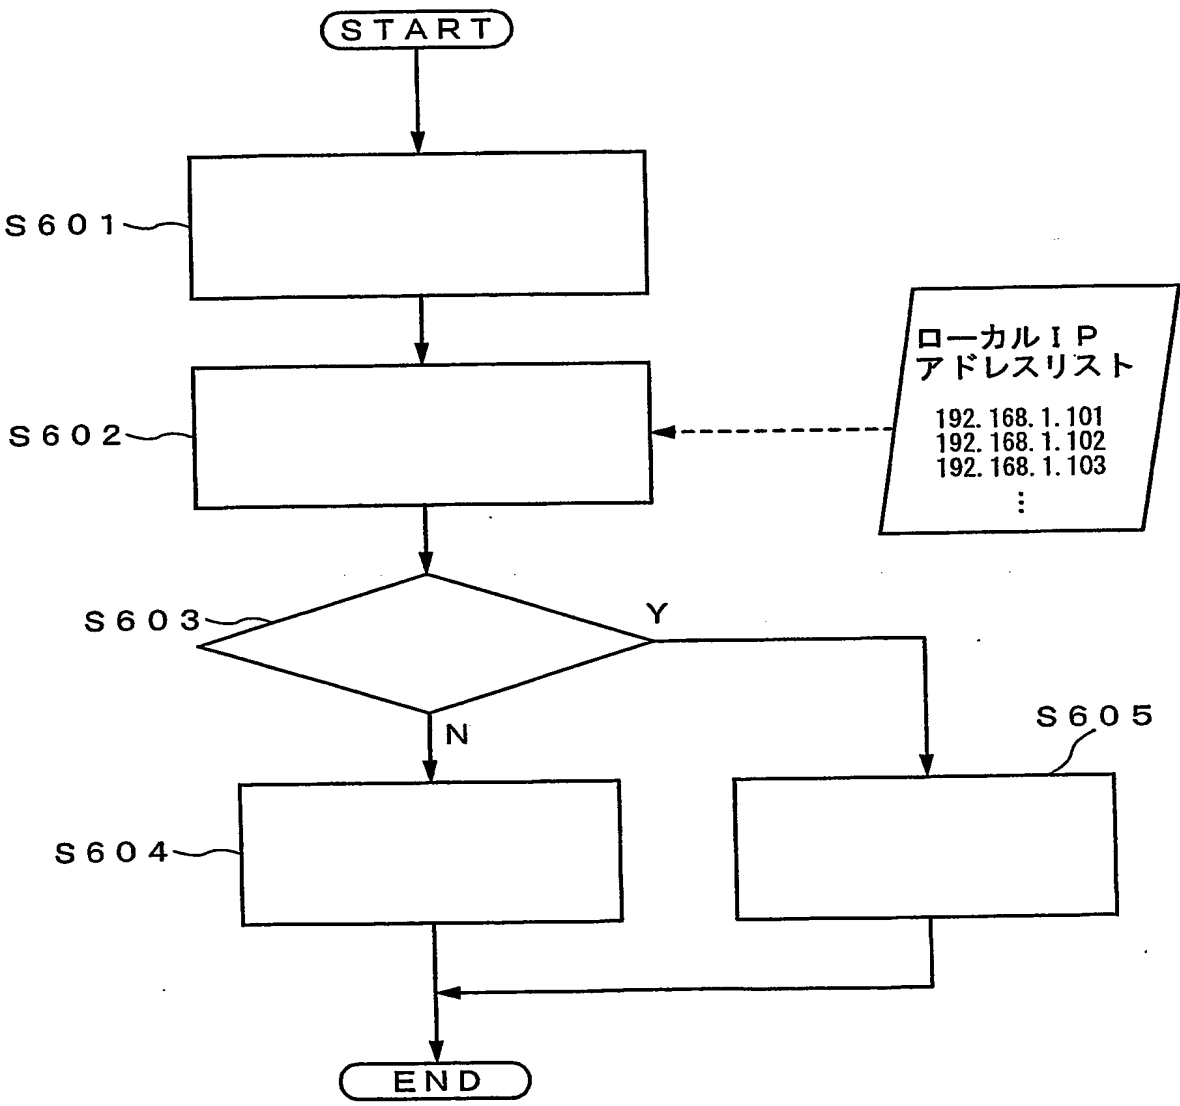 ＳＴＡＲＴ
Ｓ６０１
ローカルＩＰ
アドレスリスト
192.168.1.101
192.168.1.102
192.168.1.103
⋮
Ｓ６０２
Ｓ６０３
Ｙ
Ｎ
Ｓ６０５
Ｓ６０４
ＥＮＤ